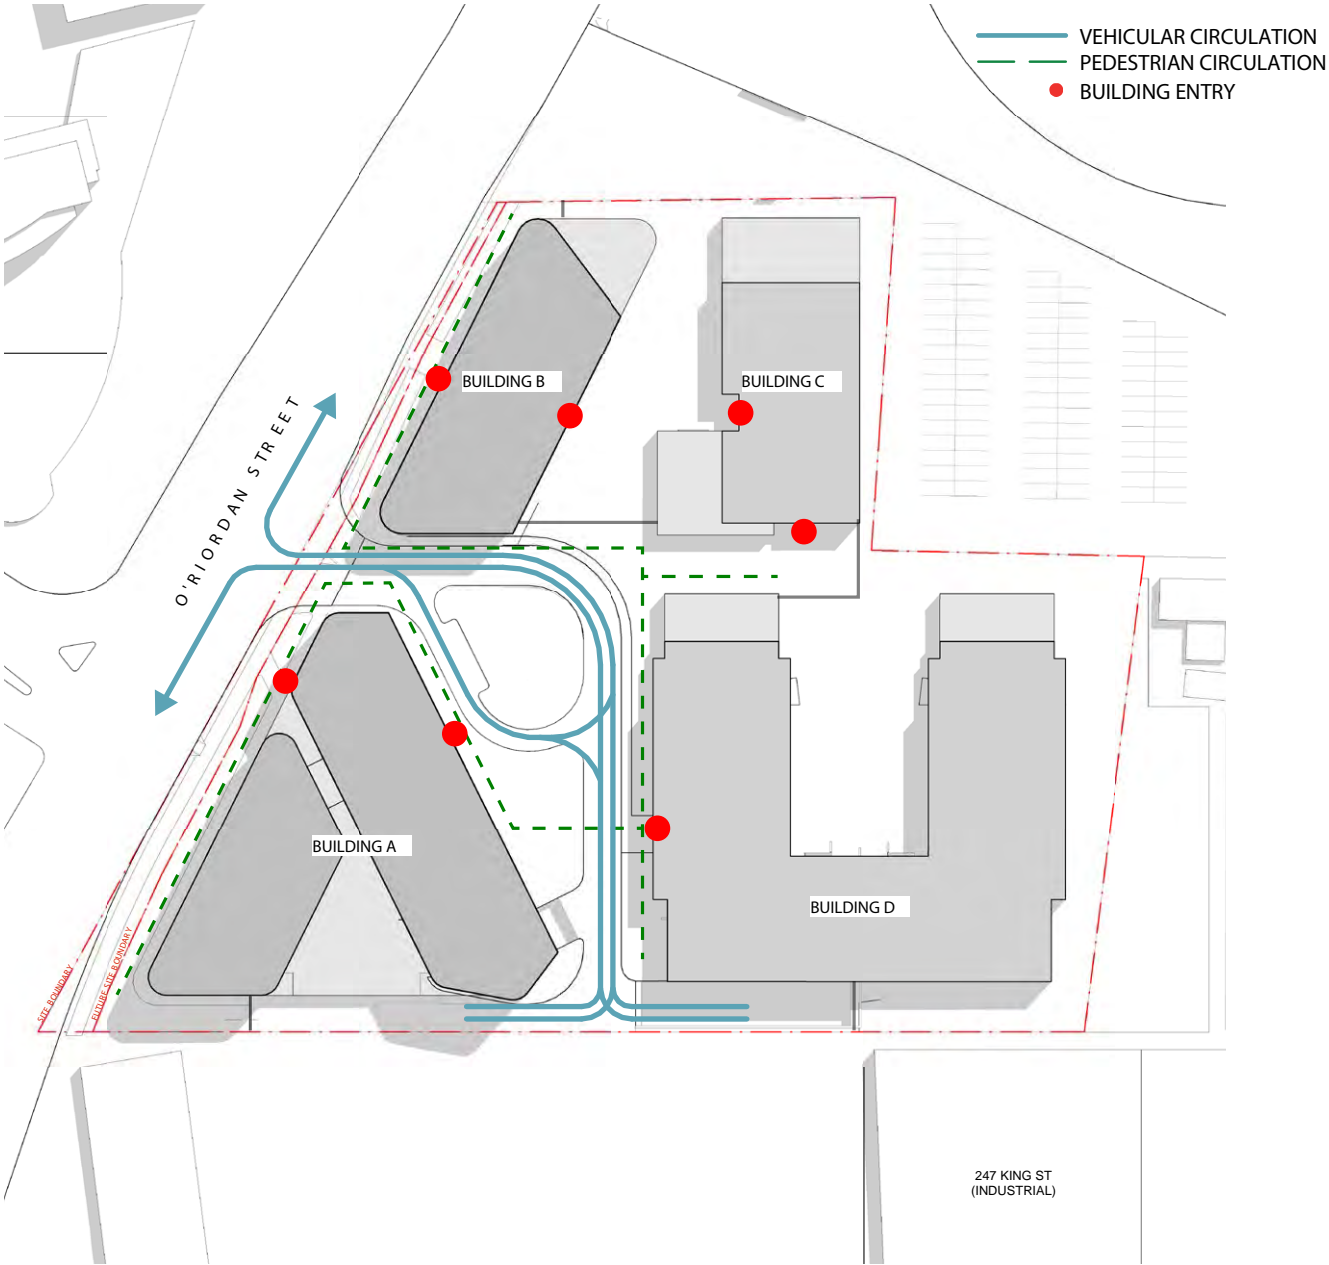 VEHICULAR CIRCULATION
PEDESTRIAN CIRCULATION
BUILDING ENTRY
BUILDING B
BUILDING C
O'RIORDAN STREET
BUILDING A
BUILDING D
SITE BOUNDARY
FUTURE SITE BOUNDARY
247 KING ST
(INDUSTRIAL)